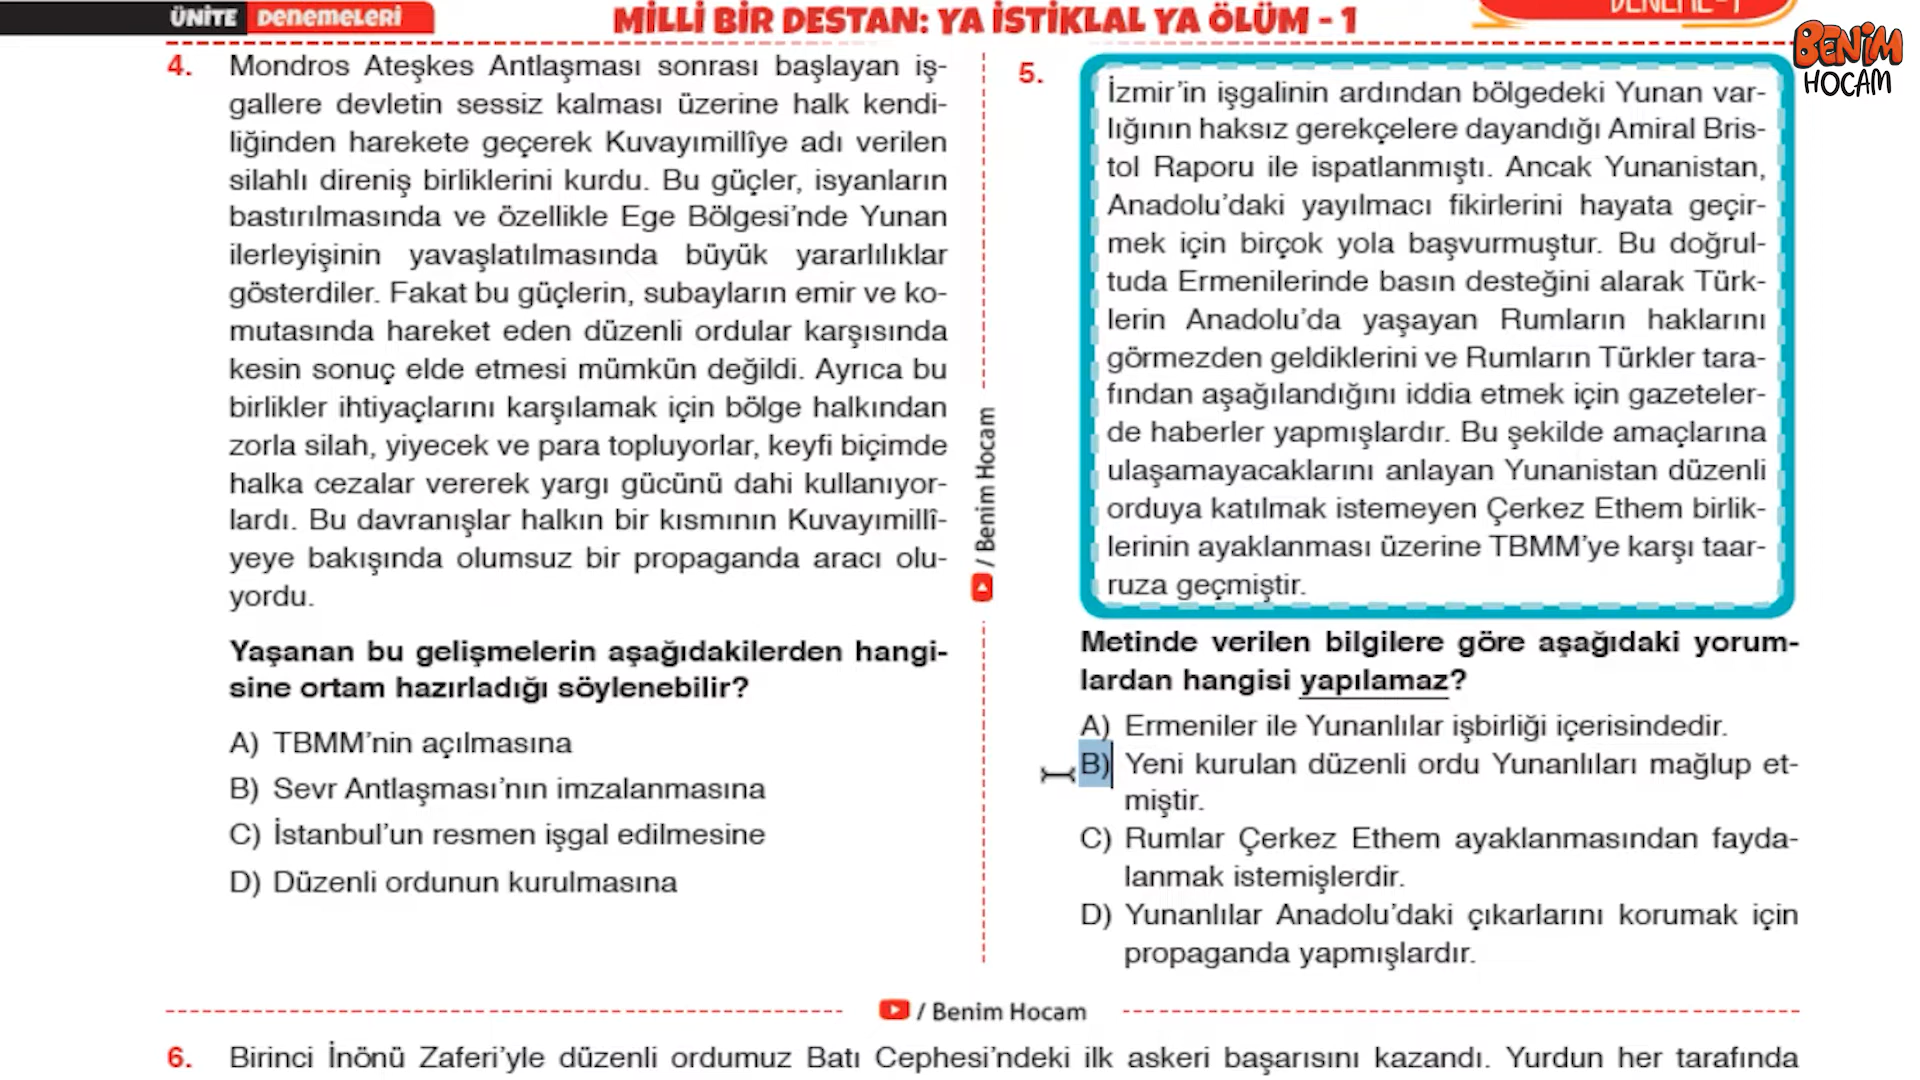 ÜNİTE DENEMELERİ
MİLLİ BİR DESTAN: YA İSTİKLAL YA ÖLÜM - 1
DENEME-1
BENİM
HOCAM
4. Mondros Ateşkes Antlaşması sonrası başlayan iş-
gallere devletin sessiz kalması üzerine halk kendi-
liğinden harekete geçerek Kuvayımillîye adı verilen
silahlı direniş birliklerini kurdu. Bu güçler, isyanların
bastırılmasında ve özellikle Ege Bölgesi'nde Yunan
ilerleyişinin yavaşlatılmasında büyük yararlılıklar
gösterdiler. Fakat bu güçlerin, subayların emir ve ko-
mutasında hareket eden düzenli ordular karşısında
kesin sonuç elde etmesi mümkün değildi. Ayrıca bu
birlikler ihtiyaçlarını karşılamak için bölge halkından
zorla silah, yiyecek ve para topluyorlar, keyfi biçimde
halka cezalar vererek yargı gücünü dahi kullanıyor-
lardı. Bu davranışlar halkın bir kısmının Kuvayımillî-
yeye bakışında olumsuz bir propaganda aracı olu-
yordu.
Yaşanan bu gelişmelerin aşağıdakilerden hangi-
sine ortam hazırladığı söylenebilir?
A) TBMM'nin açılmasına
B) Sevr Antlaşması'nın imzalanmasına
C) İstanbul'un resmen işgal edilmesine
D) Düzenli ordunun kurulmasına
/ Benim Hocam
5. İzmir'in işgalinin ardından bölgedeki Yunan var-
lığının haksız gerekçelere dayandığı Amiral Bris-
tol Raporu ile ispatlanmıştı. Ancak Yunanistan,
Anadolu'daki yayılmacı fikirlerini hayata geçir-
mek için birçok yola başvurmuştur. Bu doğrul-
tuda Ermenilerinde basın desteğini alarak Türk-
lerin Anadolu'da yaşayan Rumların haklarını
görmezden geldiklerini ve Rumların Türkler tara-
fından aşağılandığını iddia etmek için gazeteler-
de haberler yapmışlardır. Bu şekilde amaçlarına
ulaşamayacaklarını anlayan Yunanistan düzenli
orduya katılmak istemeyen Çerkez Ethem birlik-
lerinin ayaklanması üzerine TBMM'ye karşı taar-
ruza geçmiştir.
Metinde verilen bilgilere göre aşağıdaki yorum-
lardan hangisi yapılamaz?
A) Ermeniler ile Yunanlılar işbirliği içerisindedir.
B) Yeni kurulan düzenli ordu Yunanlıları mağlup et-
miştir.
C) Rumlar Çerkez Ethem ayaklanmasından fayda-
lanmak istemişlerdir.
D) Yunanlılar Anadolu'daki çıkarlarını korumak için
propaganda yapmışlardır.
/ Benim Hocam
6. Birinci İnönü Zaferi'yle düzenli ordumuz Batı Cephesi'ndeki ilk askeri başarısını kazandı. Yurdun her tarafında